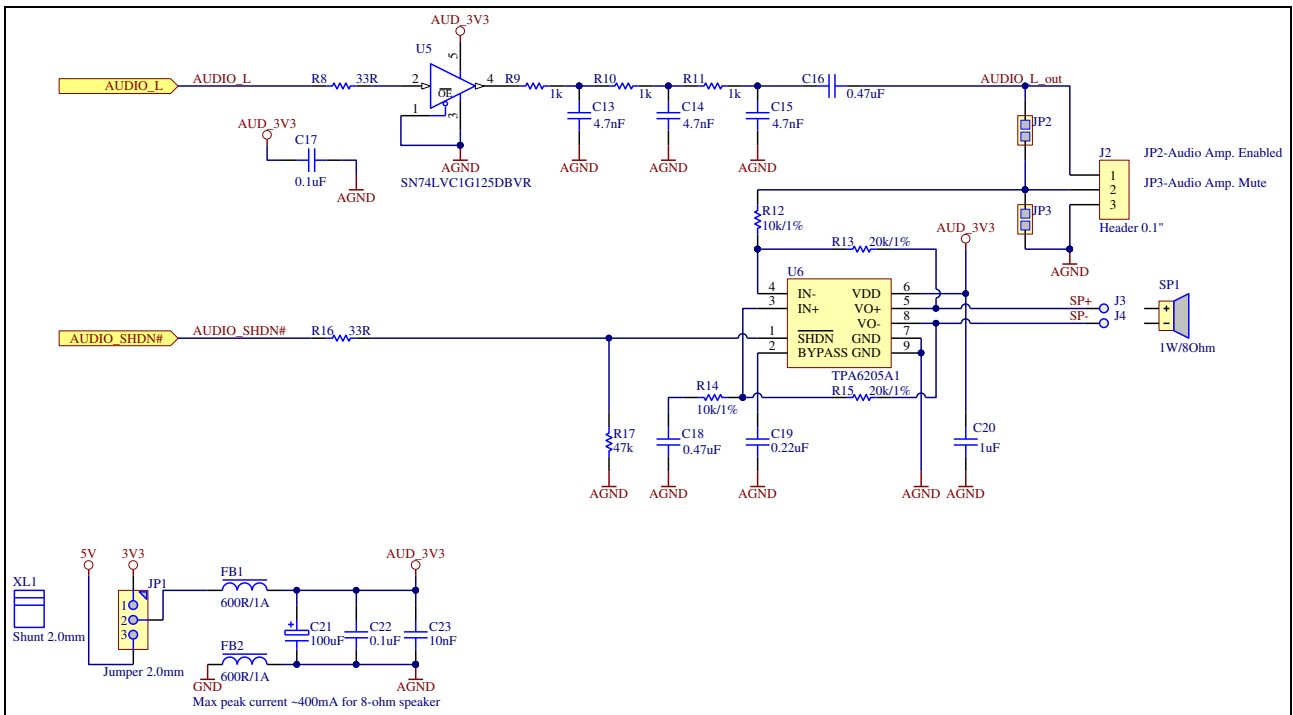 AUD_3V3
U5
5
AUDIO_L
AUDIO_L
R8
33R
2
4
OE
1
3
R9
1k
R10
1k
R11
1k
C16
0.47uF
AUDIO_L_out
C13
4.7nF
C14
4.7nF
C15
4.7nF
AUD_3V3
C17
0.1uF
AGND
AGND
AGND
AGND
AGND
SN74LVC1G125DBVR
JP2
J2
JP2-Audio Amp. Enabled
1
2
3
JP3-Audio Amp. Mute
JP3
Header 0.1"
AGND
R12
10k/1%
R13
20k/1%
AUD_3V3
U6
4
IN-
VDD
6
3
IN+
VO+
5
VO-
8
1
SHDN
GND
7
2
BYPASS
GND
9
TPA6205A1
SP+
J3
SP-
J4
SP1
+
−
1W/8Ohm
AUDIO_SHDN#
AUDIO_SHDN#
R16
33R
R14
10k/1%
R15
20k/1%
R17
47k
C18
0.47uF
C19
0.22uF
C20
1uF
AGND
AGND
AGND
AGND
AGND
5V
3V3
AUD_3V3
XL1
Shunt 2.0mm
JP1
1
2
3
Jumper 2.0mm
FB1
600R/1A
+
C21
100uF
C22
0.1uF
C23
10nF
FB2
600R/1A
GND
AGND
Max peak current ~400mA for 8-ohm speaker